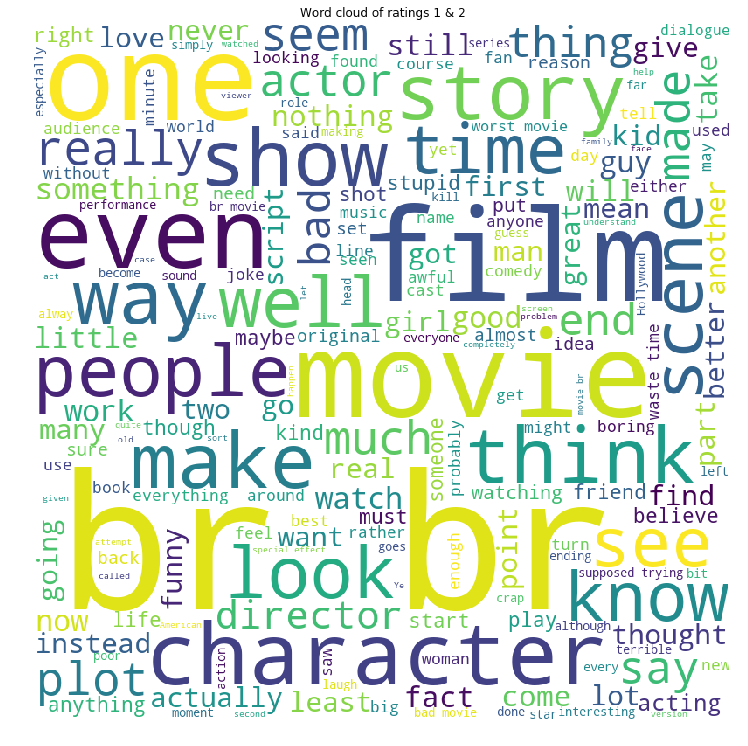 Word cloud of ratings 1 & 2
especially
right
love
simply
watched
never
seem
still
series
thing
give
dialogue
one
minute
looking
found
course
fan
reason
help
far
viewer
actor
story
made
take
audience
world
role
nothing
said
making
worst movie
tell
used
really
show
time
yet
day
family
kid
face
may
without
something
need
shot
stupid
first
will
guy
either
performance
br movie
script
bad
music
kill
put
anyone
mean
another
even
set
name
guess
man
great
understand
scene
line
seen
got
film
case
become
sound
joke
awful
comedy
Hollywood
act
let
head
cast
way
well
girl
good
end
screen
problem
alway
live
little
maybe
original
everyone
almost
completely
idea
better
people
happen
us
movie
get
movie br
waste time
work
two
go
many
quite
though
kind
much
someone
probably
might
boring
part
sure
old
sort
real
make
think
left
use
book
everything
around
watch
watching
friend
find
given
br br
best
must
believe
going
attempt
feel
want
rather
point
turn
see
back
special effect
goes
enough
ending
called
funny
look
Ye
supposed trying
bit
crap
know
now
life
American
director
start
play
although
thought
instead
poor
character
saw
woman
every
terrible
say
new
plot
action
laugh
fact
come
lot
acting
anything
actually
least
big
moment
second
bad movie
done
star
interesting
version